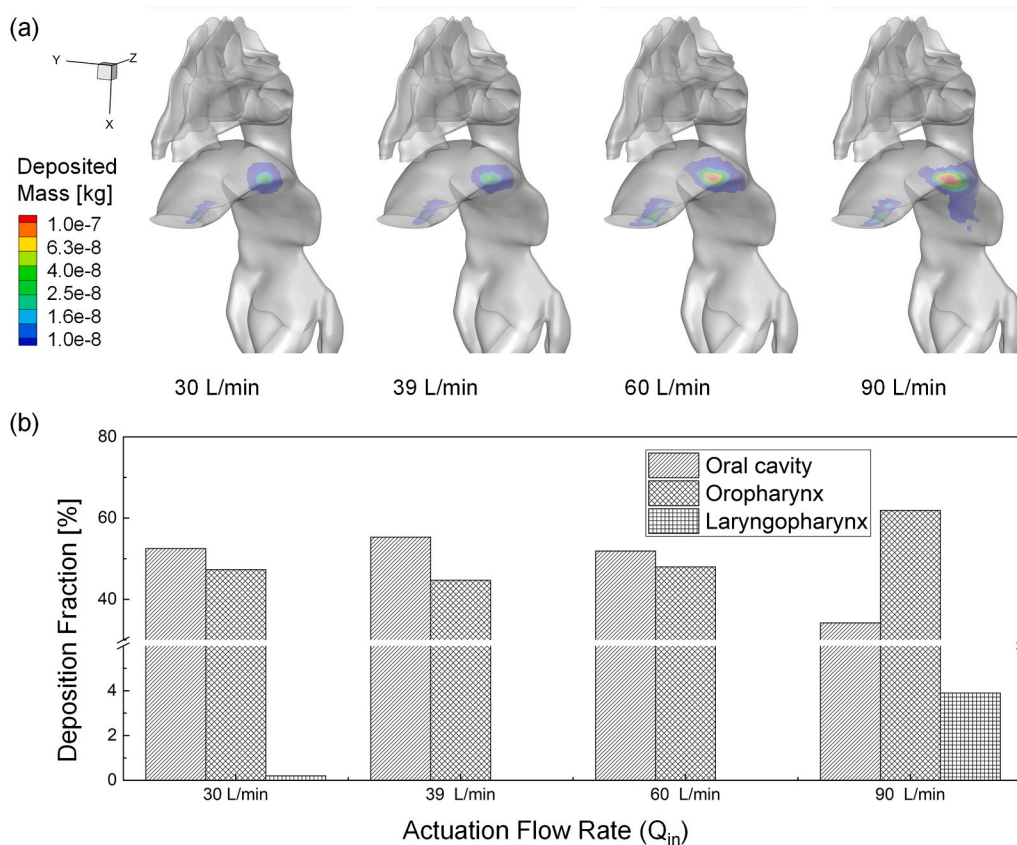 (a)
Y
Z
X
Deposited
Mass [kg]
1.0e-7
6.3e-8
4.0e-8
2.5e-8
1.6e-8
1.0e-8
30 L/min
39 L/min
60 L/min
90 L/min
(b)
Deposition Fraction [%]
80
60
40
4
2
0
Oral cavity
Oropharynx
Laryngopharynx
30 L/min
39 L/min
60 L/min
90 L/min
Actuation Flow Rate (Qin)